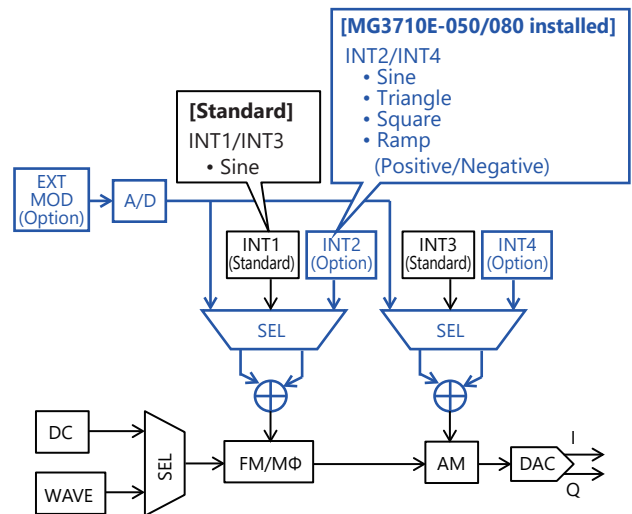 [MG3710E-050/080 installed]
INT2/INT4
• Sine
• Triangle
• Square
• Ramp
(Positive/Negative)
[Standard]
INT1/INT3
• Sine
EXT
MOD
(Option)
A/D
INT1
(Standard)
INT2
(Option)
INT3
(Standard)
INT4
(Option)
SEL
SEL
DC
WAVE
SEL
FM/MΦ
AM
DAC
I
Q